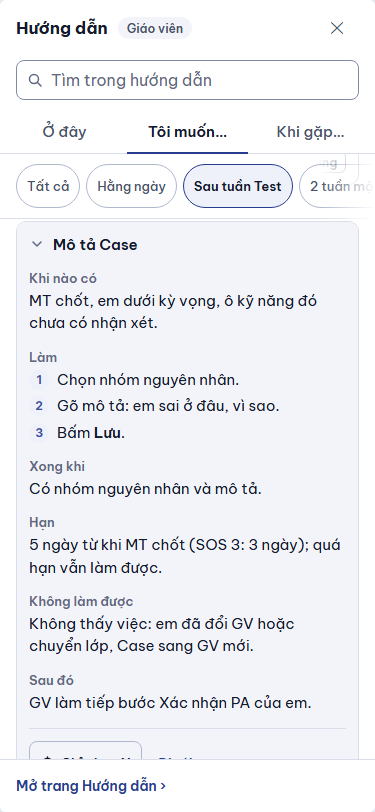 Hướng dẫn Giáo viên
Tìm trong hướng dẫn
Ở đây Tôi muốn... Khi gặp...
Tất cả Hằng ngày Sau tuần Test 2 tuần
Mô tả Case
Khi nào có
MT chốt, em dưới kỳ vọng, ô kỹ năng đó
chưa có nhận xét.
Làm
1 Chọn nhóm nguyên nhân.
2 Gõ mô tả: em sai ở đâu, vì sao.
3 Bấm Lưu.
Xong khi
Có nhóm nguyên nhân và mô tả.
Hạn
5 ngày từ khi MT chốt (SOS 3: 3 ngày); quá
hạn vẫn làm được.
Không làm được
Không thấy việc: em đã đổi GV hoặc
chuyển lớp, Case sang GV mới.
Sau đó
GV làm tiếp bước Xác nhận PA của em.
Mở trang Hướng dẫn ›